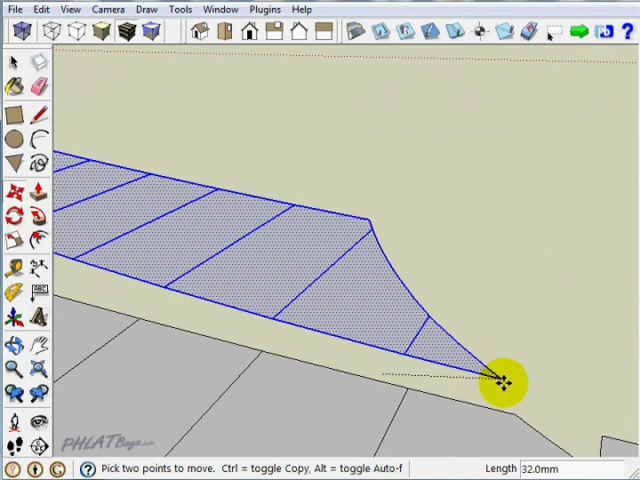 File Edit View Camera Draw Tools Window Plugins Help
PHLATBoyz.com
Pick two points to move. Ctrl = toggle Copy, Alt = toggle Auto-f Length 32.0mm